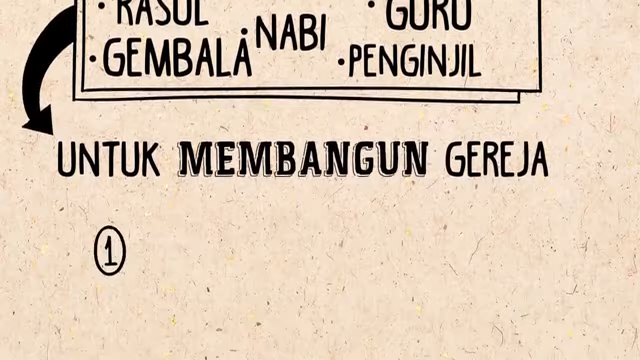 • RASUL
• GURU
• NABI
• GEMBALA
• PENGINJIL
UNTUK MEMBANGUN GEREJA
1